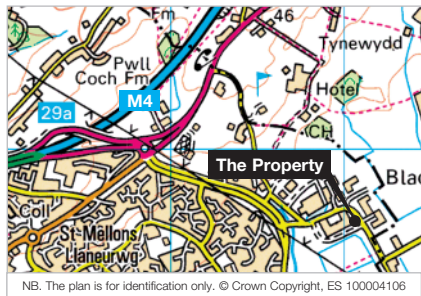 Fm
46
Tynewydd
Pwll
Coch Fm
Hotel
29a
M4
CH
The Property
Blac
Coll
St Mellons/
Llaneurwg
NB. The plan is for identification only. © Crown Copyright, ES 100004106